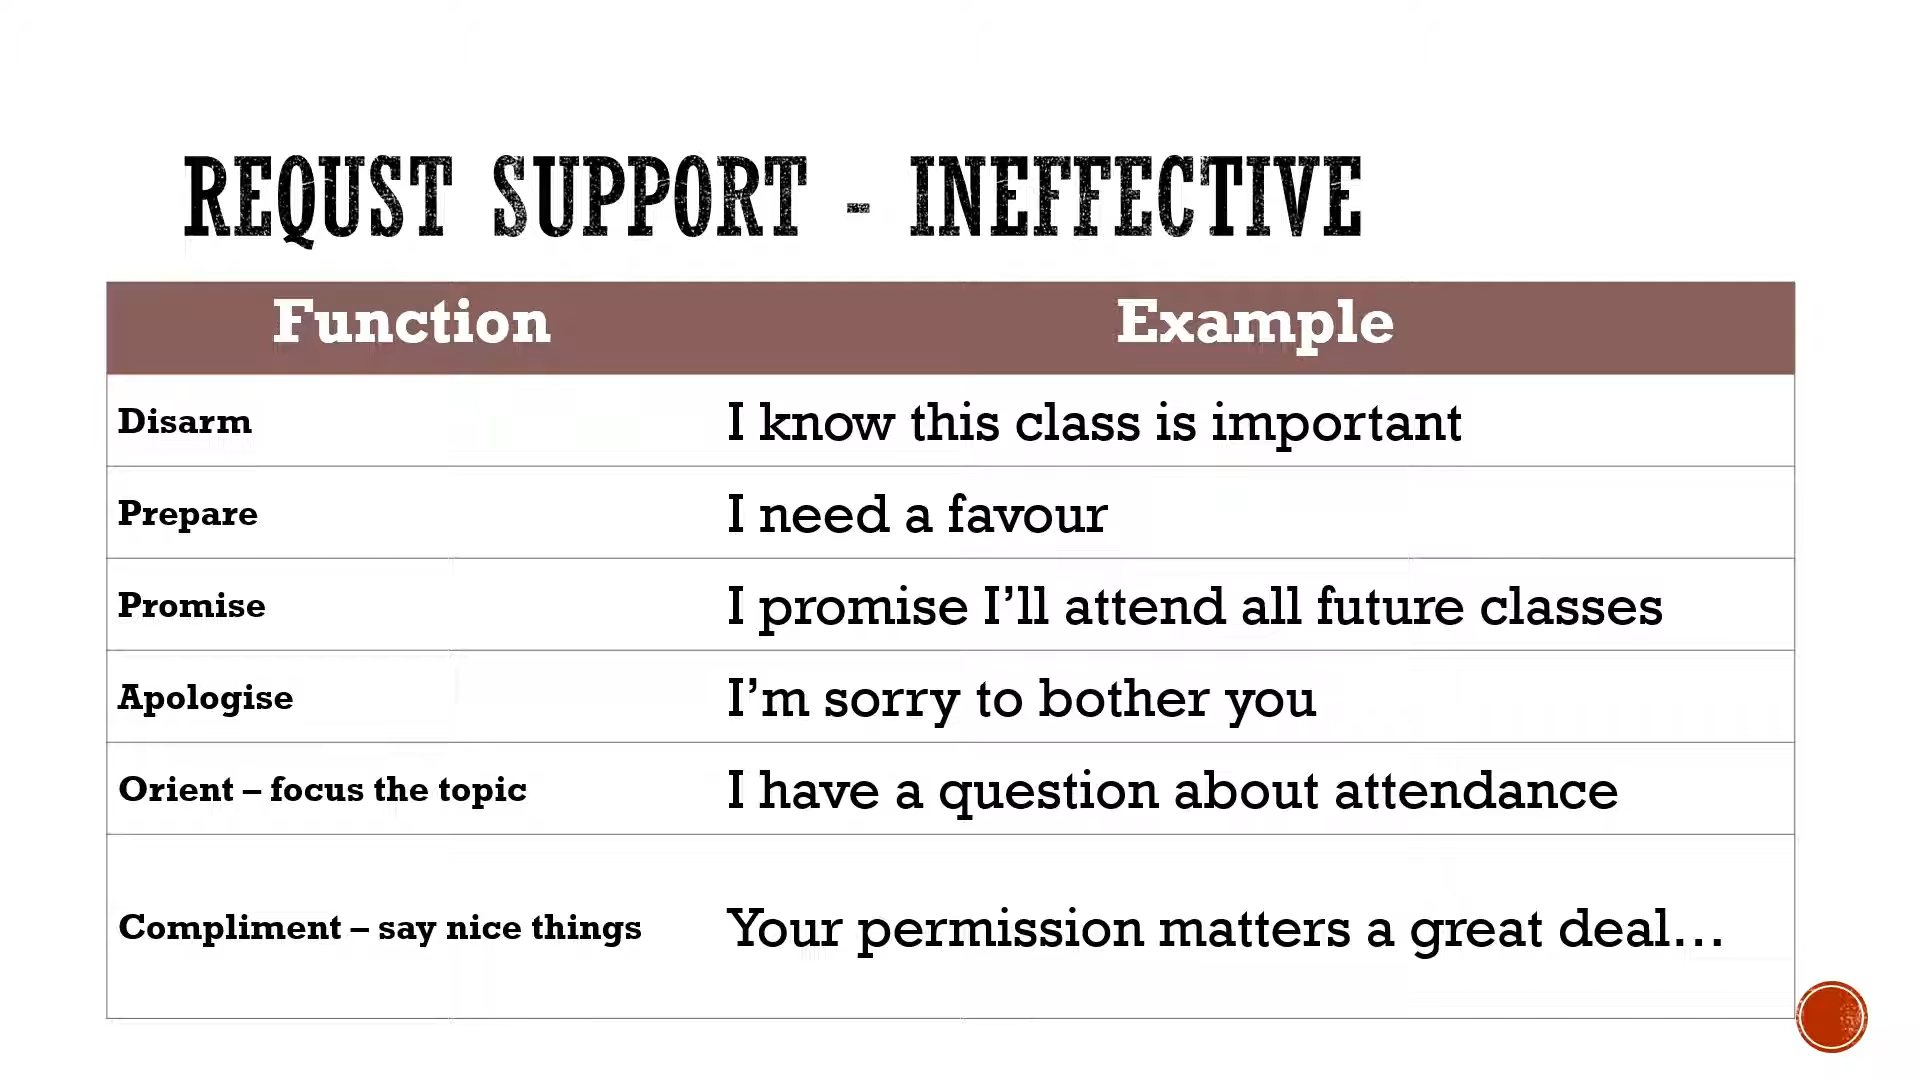 REQUST SUPPORT - INEFFECTIVE
Function Example
Disarm I know this class is important
Prepare I need a favour
Promise I promise I’ll attend all future classes
Apologise I’m sorry to bother you
Orient – focus the topic I have a question about attendance
Compliment – say nice things Your permission matters a great deal…